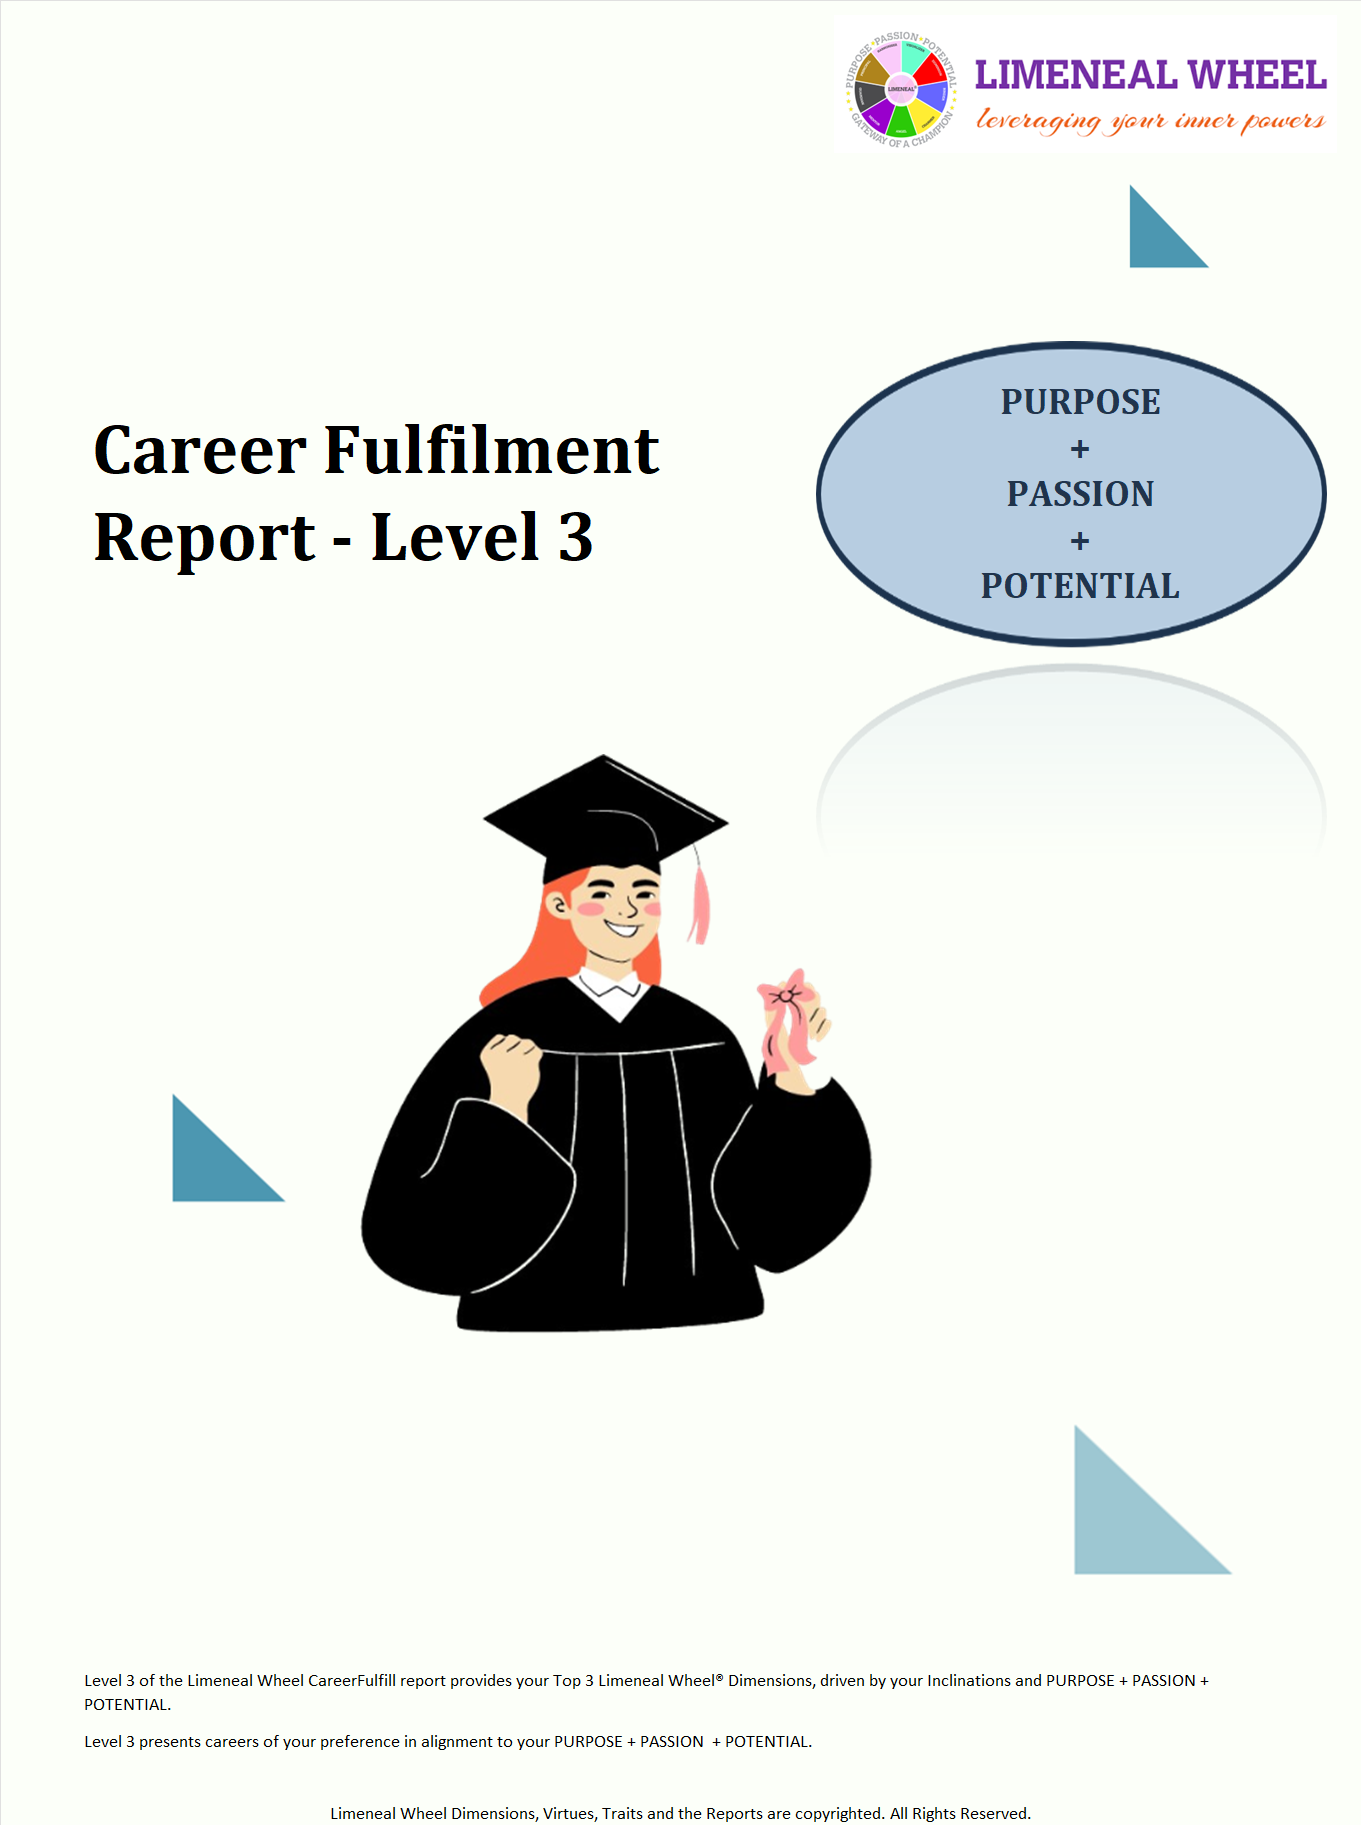 PURPOSE★PASSION★POTENTIAL
LIMENEAL®
GATEWAY OF A CHAMPION
LIMENEAL WHEEL
leveraging your inner powers
PURPOSE
+
PASSION
+
POTENTIAL
Career Fulfilment
Report - Level 3
Level 3 of the Limeneal Wheel CareerFulfill report provides your Top 3 Limeneal Wheel® Dimensions, driven by your Inclinations and PURPOSE + PASSION +
POTENTIAL.
Level 3 presents careers of your preference in alignment to your PURPOSE + PASSION + POTENTIAL.
Limeneal Wheel Dimensions, Virtues, Traits and the Reports are copyrighted. All Rights Reserved.